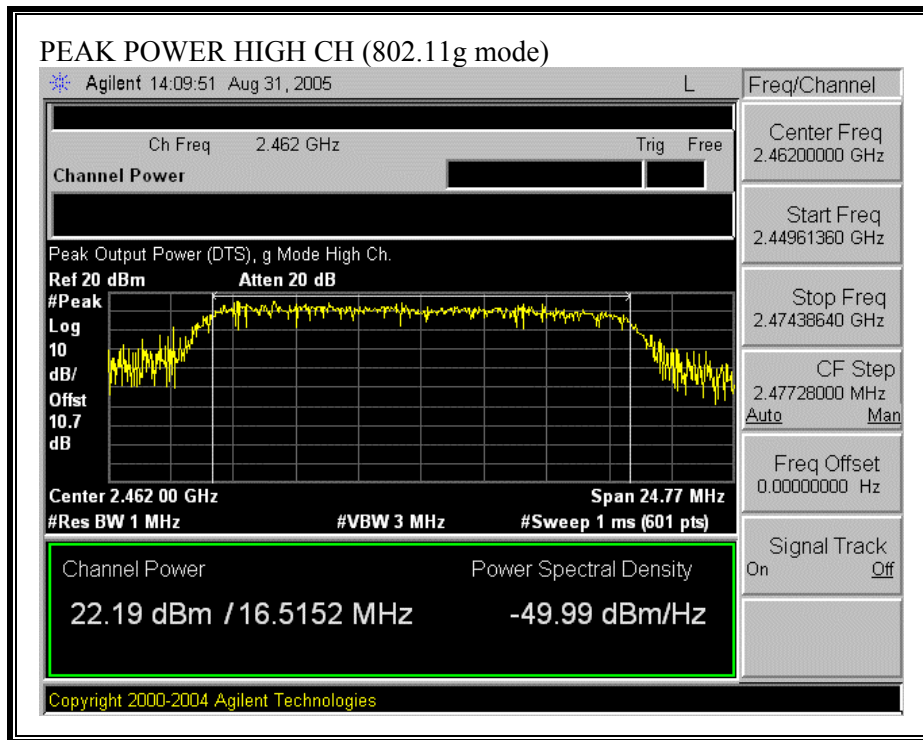 PEAK POWER HIGH CH (802.11g mode)
Agilent 14:09:51 Aug 31, 2005 L
Freq/Channel
Ch Freq 2.462 GHz Trig Free
Channel Power
Center Freq
2.46200000 GHz
Start Freq
2.44961360 GHz
Peak Output Power (DTS), g Mode High Ch.
Ref 20 dBm Atten 20 dB
#Peak
Log
10
dB/
Offst
10.7
dB
Stop Freq
2.47438640 GHz
CF Step
2.47728000 MHz
Auto Man
Freq Offset
0.00000000 Hz
Center 2.462 00 GHz Span 24.77 MHz
#Res BW 1 MHz #VBW 3 MHz #Sweep 1 ms (601 pts)
Signal Track
On Off
Channel Power Power Spectral Density
22.19 dBm / 16.5152 MHz -49.99 dBm/Hz
Copyright 2000-2004 Agilent Technologies